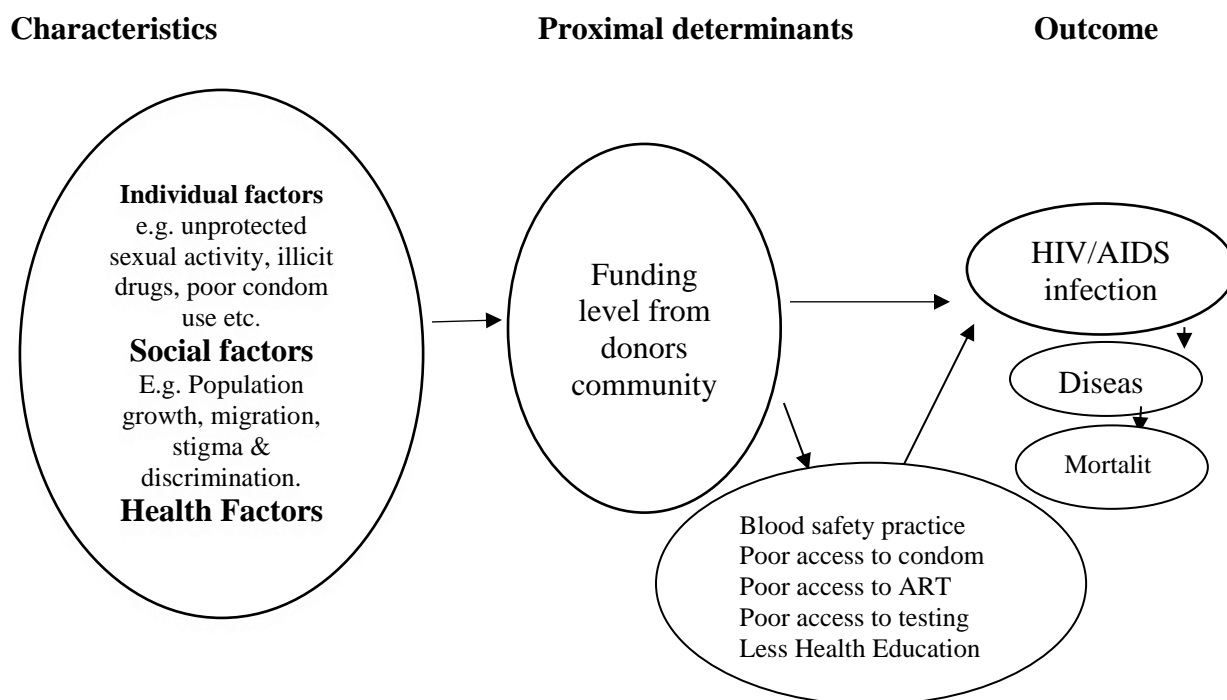 Characteristics
Proximal determinants
Outcome
Individual factors
e.g. unprotected
sexual activity, illicit
drugs, poor condom
use etc.
Social factors
E.g. Population
growth, migration,
stigma &
discrimination.
Health Factors
Funding
level from
donors
community
HIV/AIDS
infection
Diseas
Mortalit
Blood safety practice
Poor access to condom
Poor access to ART
Poor access to testing
Less Health Education